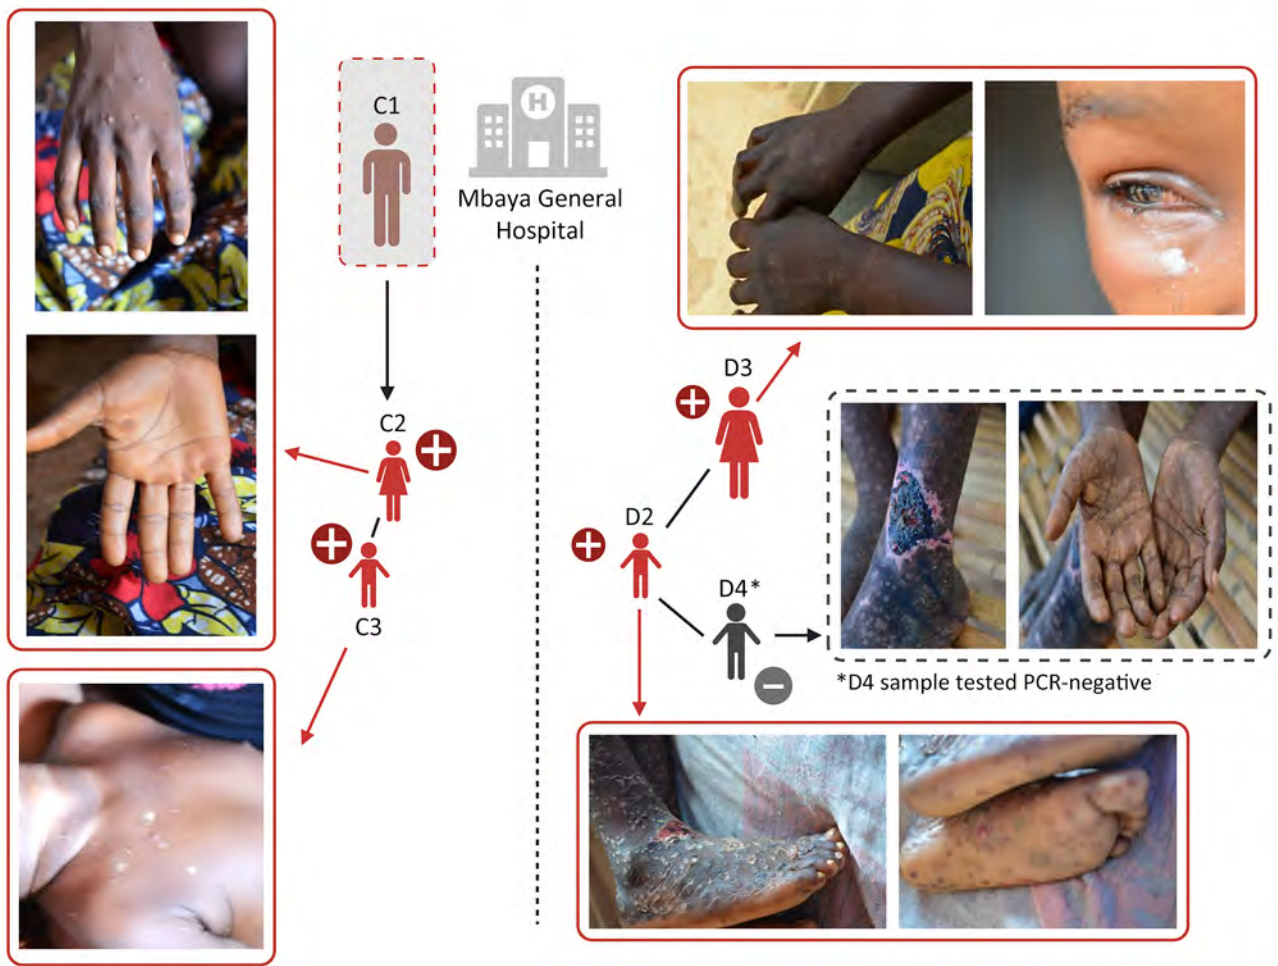 C1
H
Mbaya General
Hospital
C2
C3
D3
D2
D4*
*D4 sample tested PCR-negative